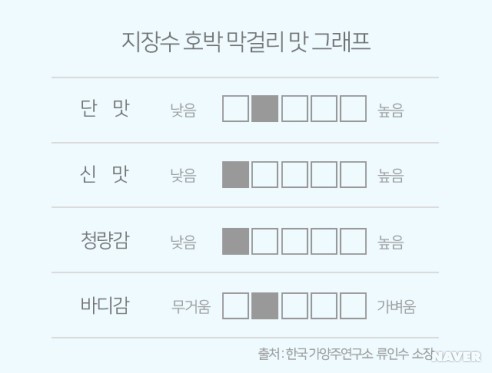 지장수 호박 막걸리 맛 그래프
단 맛 낮음 높음
신 맛 낮음 높음
청량감 낮음 높음
바디감 무거움 가벼움
출처 : 한국가양주연구소 류인수 소장
NAVER